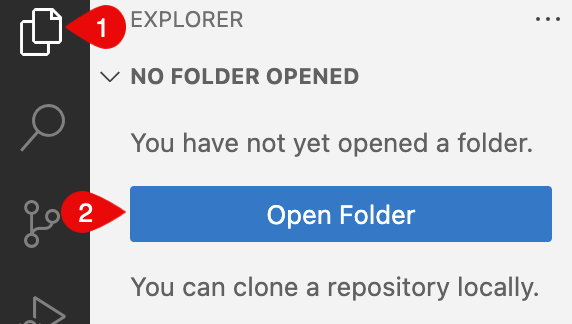 1
EXPLORER
...
NO FOLDER OPENED
You have not yet opened a folder.
2
Open Folder
You can clone a repository locally.